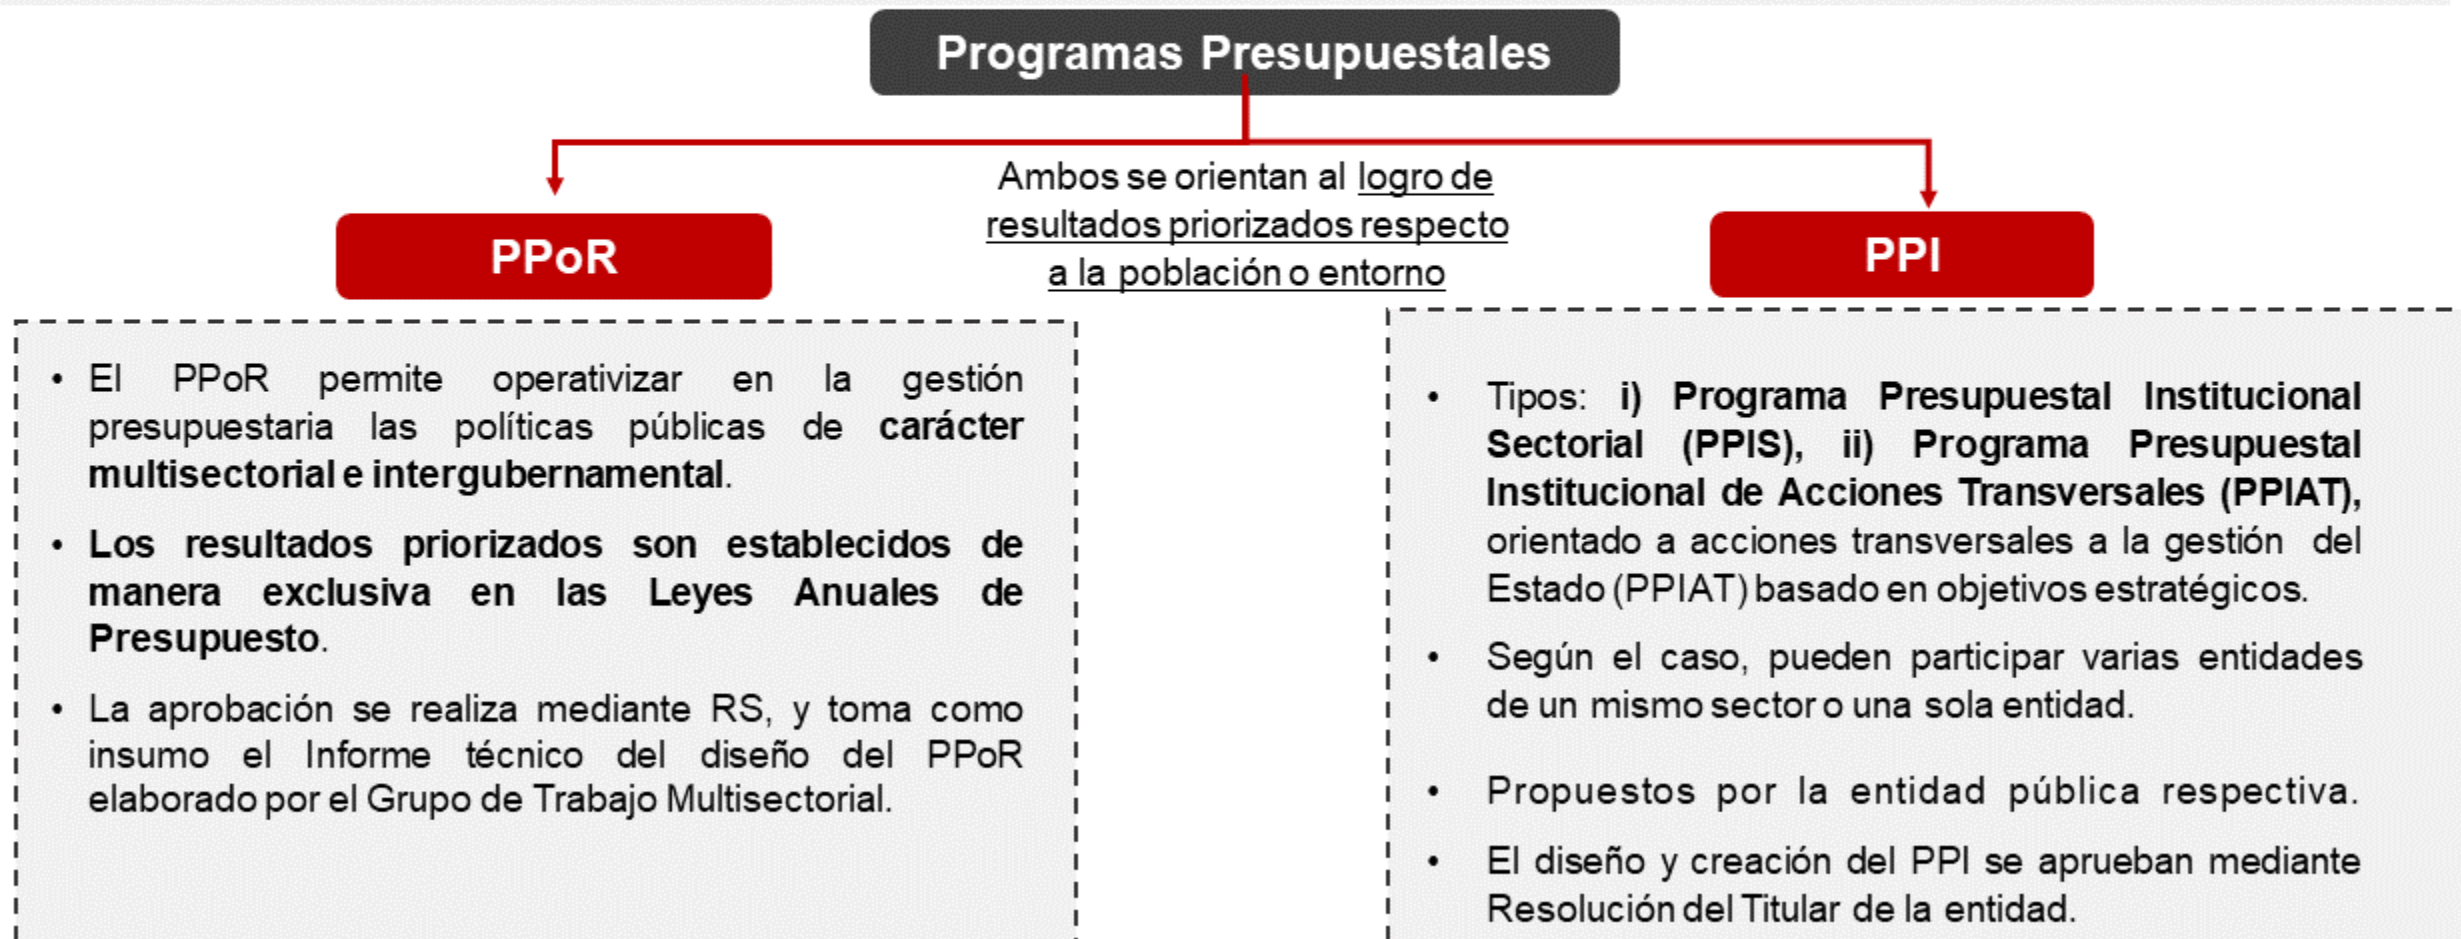 Programas Presupuestales
Ambos se orientan al logro de
resultados priorizados respecto
a la población o entorno
PPoR
• El PPoR permite operativizar en la gestión
presupuestaria las políticas públicas de carácter
multisectorial e intergubernamental.
• Los resultados priorizados son establecidos de
manera exclusiva en las Leyes Anuales de
Presupuesto.
• La aprobación se realiza mediante RS, y toma como
insumo el Informe técnico del diseño del PPoR
elaborado por el Grupo de Trabajo Multisectorial.
PPI
• Tipos: i) Programa Presupuestal Institucional
Sectorial (PPIS), ii) Programa Presupuestal
Institucional de Acciones Transversales (PPIAT),
orientado a acciones transversales a la gestión del
Estado (PPIAT) basado en objetivos estratégicos.
• Según el caso, pueden participar varias entidades
de un mismo sector o una sola entidad.
• Propuestos por la entidad pública respectiva.
• El diseño y creación del PPI se aprueban mediante
Resolución del Titular de la entidad.